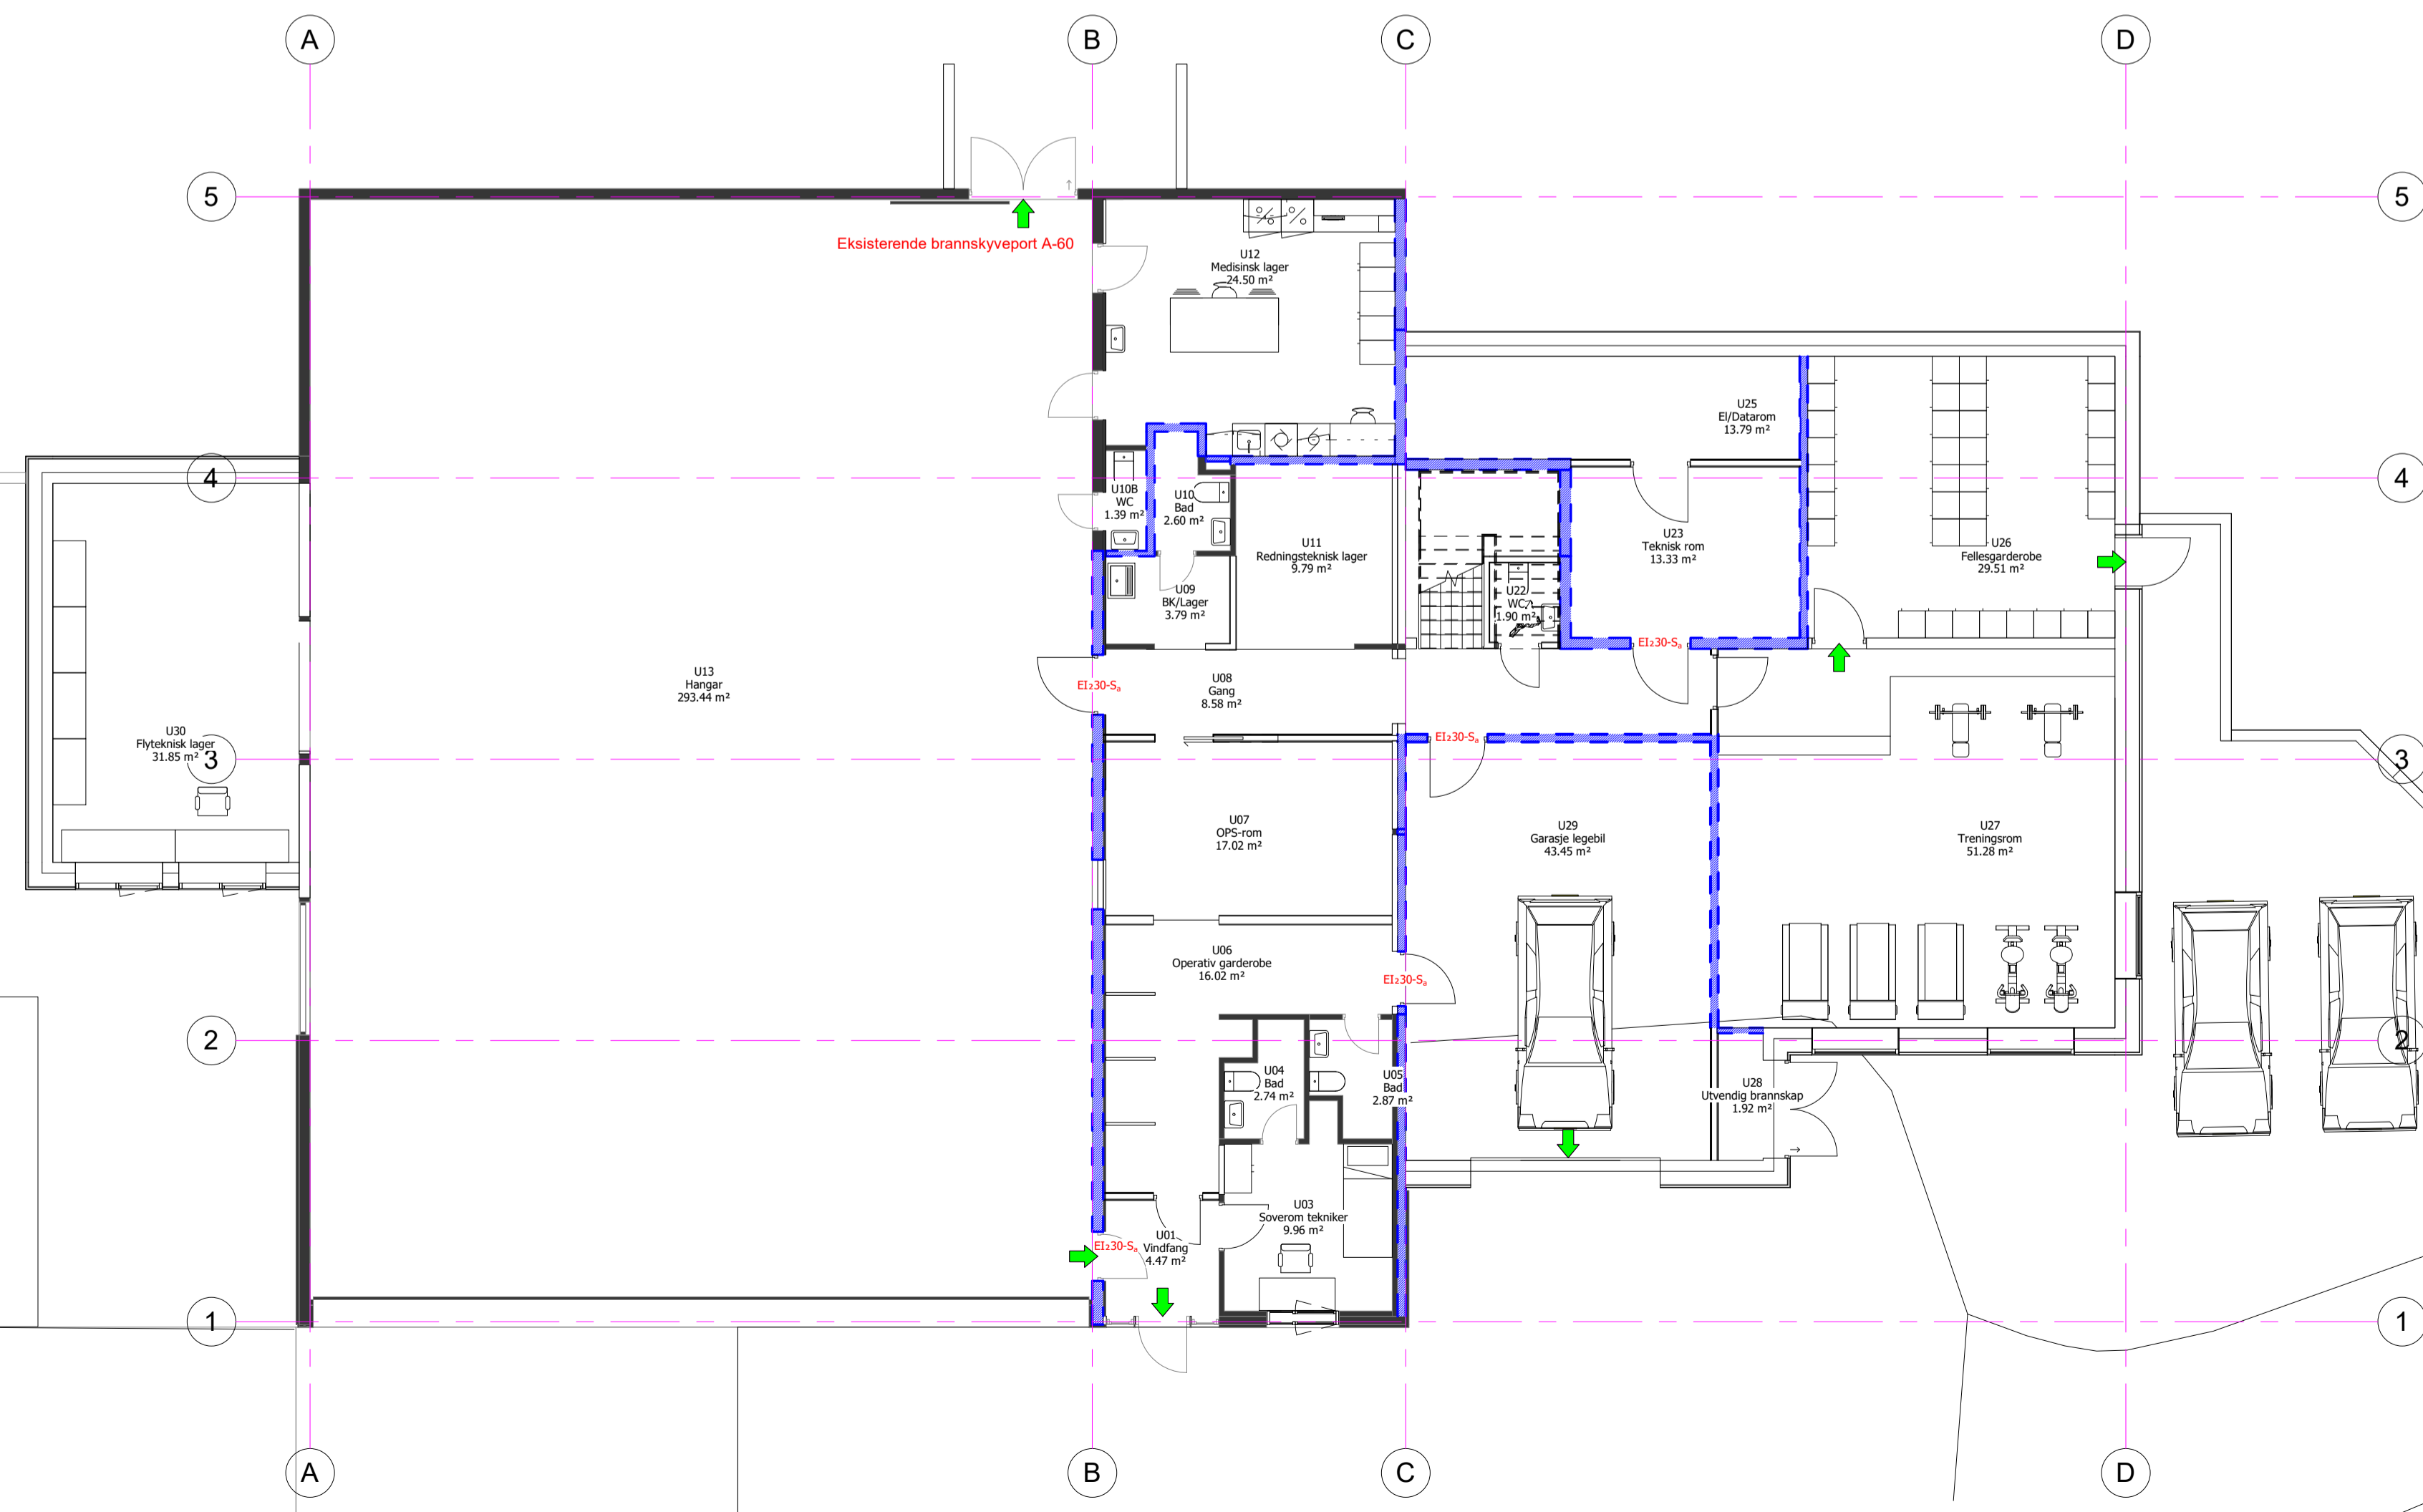 A
B
C
D
5
5
Eksisterende brannskyveport A-60
U12
Medisinsk lager
24.50 m²
U25
El/Datarom
13.79 m²
4
4
U10B
WC
1.39 m²
U10
Bad
2.60 m²
U11
Redningsteknisk lager
9.79 m²
U23
Teknisk rom
13.33 m²
U26
Fellesgarderobe
29.51 m²
U09
BK/Lager
3.79 m²
U22
WC
1.90 m²
EI₂30-Sₐ
U13
Hangar
293.44 m²
EI₂30-Sₐ
U08
Gang
8.58 m²
U30
Flyteknisk lager
31.85 m²
3
EI₂30-Sₐ
3
U07
OPS-rom
17.02 m²
U29
Garasje legebil
43.45 m²
U27
Treningsrom
51.28 m²
U06
Operativ garderobe
16.02 m²
EI₂30-Sₐ
2
2
U04
Bad
2.74 m²
U05
Bad
2.87 m²
U28
Utvendig brannskap
1.92 m²
U03
Soverom tekniker
9.96 m²
EI₂30-Sₐ
U01
Vindfang
4.47 m²
1
1
A
B
C
D